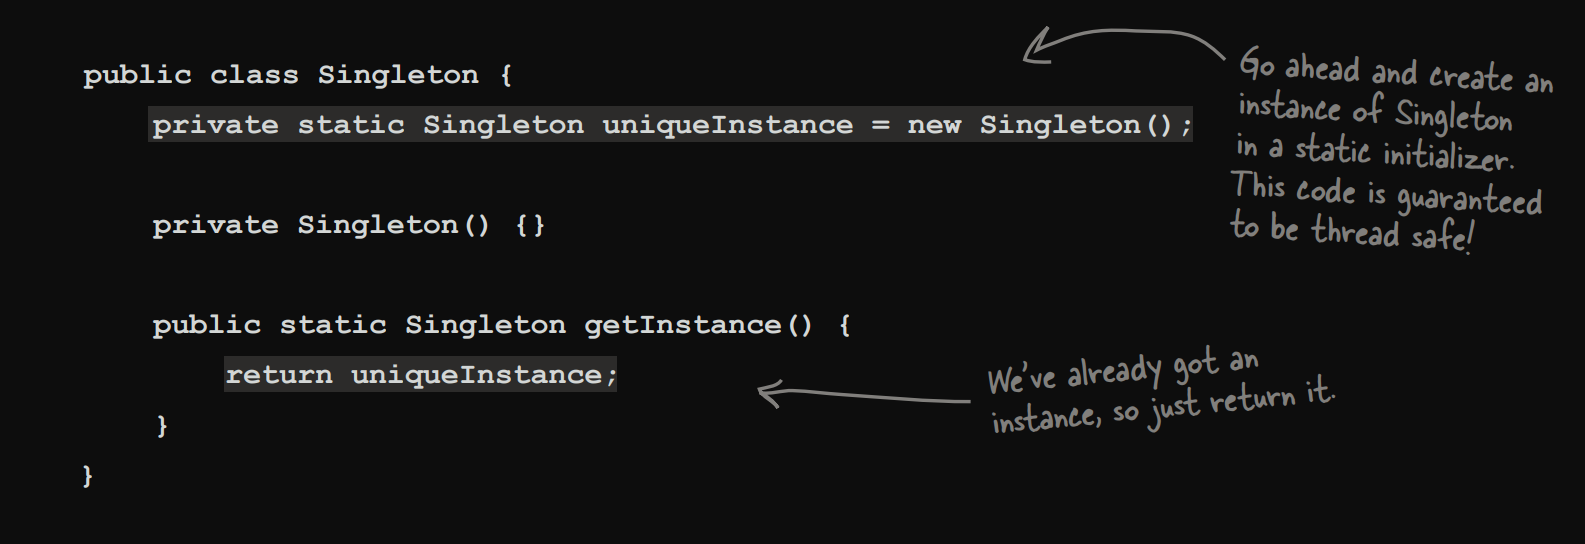 public class Singleton {
private static Singleton uniqueInstance = new Singleton();
private Singleton() {}
public static Singleton getInstance() {
return uniqueInstance;
}
}
Go ahead and create an
instance of Singleton
in a static initializer.
This code is guaranteed
to be thread safe!
We've already got an
instance, so just return it.